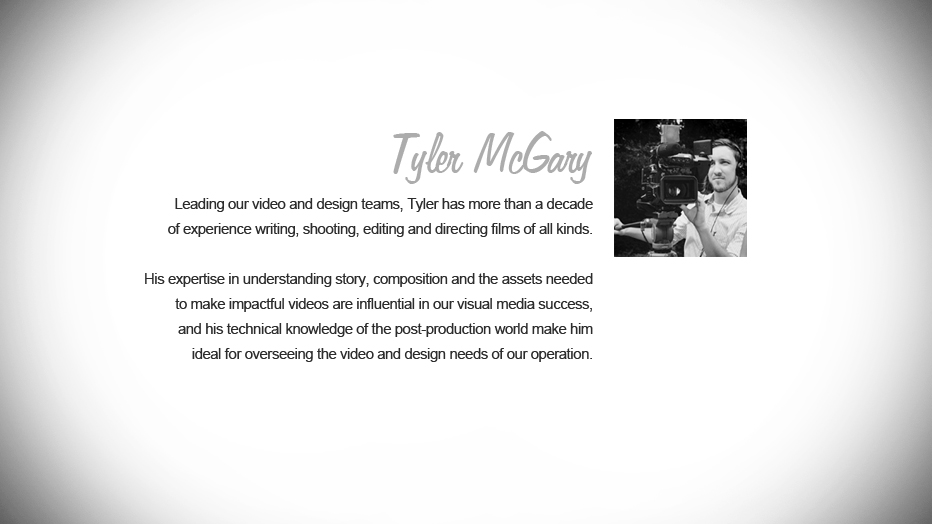 Tyler McGary
Leading our video and design teams, Tyler has more than a decade
of experience writing, shooting, editing and directing films of all kinds.
His expertise in understanding story, composition and the assets needed
to make impactful videos are influential in our visual media success,
and his technical knowledge of the post-production world make him
ideal for overseeing the video and design needs of our operation.